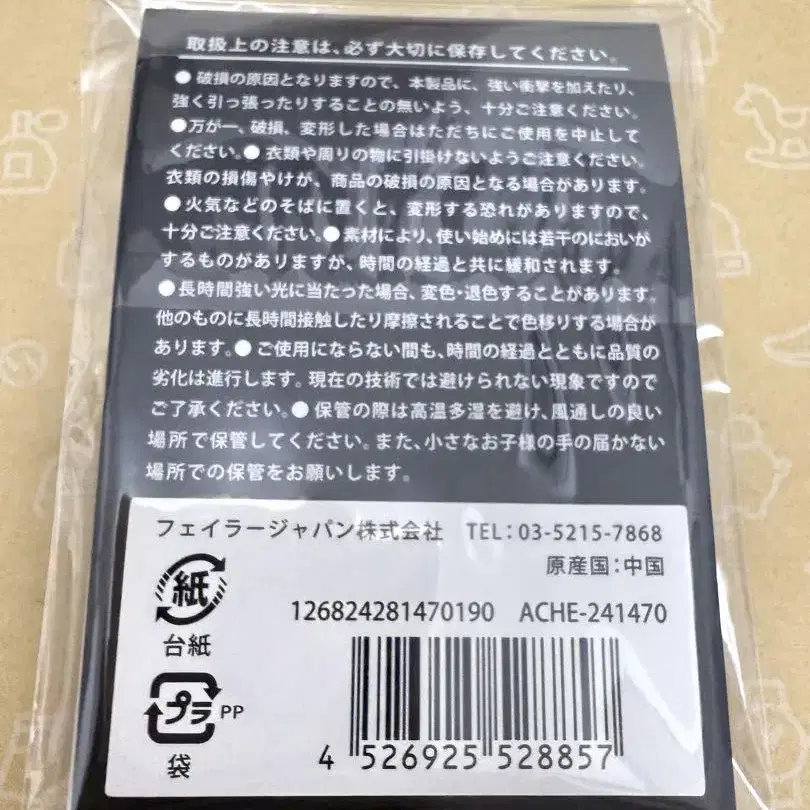 取扱上の注意は、必ず大切に保存してください。
● 破損の原因となりますので、本製品に、強い衝撃を加えたり、
強く引っ張ったりすることの無いよう、十分ご注意ください。
●万が一、破損、変形した場合はただちにご使用を中止して
ください。● 衣類や周りの物に引掛けないようご注意ください。
衣類の損傷やけが、商品の破損の原因となる場合があります。
● 火気などのそばに置くと、変形する恐れがありますので、
十分ご注意ください。● 素材により、使い始めには若干のにおいが
するものがありますが、時間の経過と共に緩和されます。
● 長時間強い光に当たった場合、変色・退色することがあります。
他のものに長時間接触したり摩擦されることで色移りする場合が
あります。● ご使用にならない間も、時間の経過とともに品質の
劣化は進行します。現在の技術では避けられない現象ですので
ご了承ください。● 保管の際は高温多湿を避け、風通しの良い
場所で保管してください。また、小さなお子様の手の届かない
場所での保管をお願いします。
フェイラージャパン株式会社 TEL：03-5215-7868
原産国：中国
紙
台紙
126824281470190 ACHE-241470
プラ PP
袋
4 526925 528857